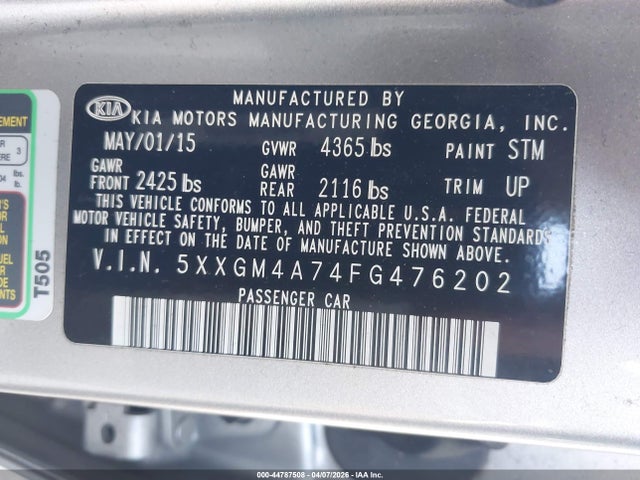 MANUFACTURED BY
KIA KIA MOTORS MANUFACTURING GEORGIA, INC.
MAY/01/15 GVWR 4365 lbs PAINT STM
GAWR FRONT 2425 lbs GAWR REAR 2116 lbs TRIM UP
THIS VEHICLE CONFORMS TO ALL APPLICABLE U.S.A. FEDERAL
MOTOR VEHICLE SAFETY, BUMPER, AND THEFT PREVENTION STANDARDS
IN EFFECT ON THE DATE OF MANUFACTURE SHOWN ABOVE.
V.I.N. 5XXGM4A74FG476202
PASSENGER CAR
T505
000-44787508 - 04/07/2026 - IAA Inc.